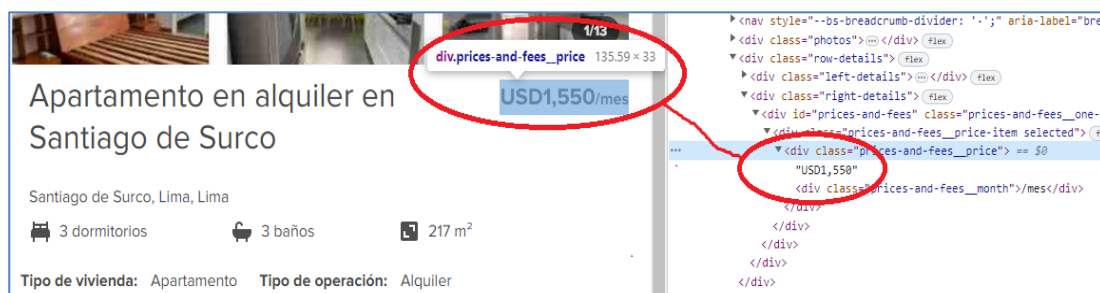 1/13
div.prices-and-fees__price 135.59 × 33
USD1,550/mes
Apartamento en alquiler en
Santiago de Surco
Santiago de Surco, Lima, Lima
3 dormitorios 3 baños 217 m²
Tipo de vivienda: Apartamento Tipo de operación: Alquiler
<nav style="--bs-breadcrumb-divider: '·';" aria-label="bre
<div class="photos"> ⋯ </div> flex
<div class="row-details"> flex
<div class="left-details"> ⋯ </div> flex
<div class="right-details"> flex
<div id="prices-and-fees" class="prices-and-fees__one-
<div class="prices-and-fees__price-item selected"> f
⋯ <div class="prices-and-fees__price"> == $0
"USD1,550"
<div class="prices-and-fees__month">/mes</div>
</div>
</div>
</div>
</div>
</div>